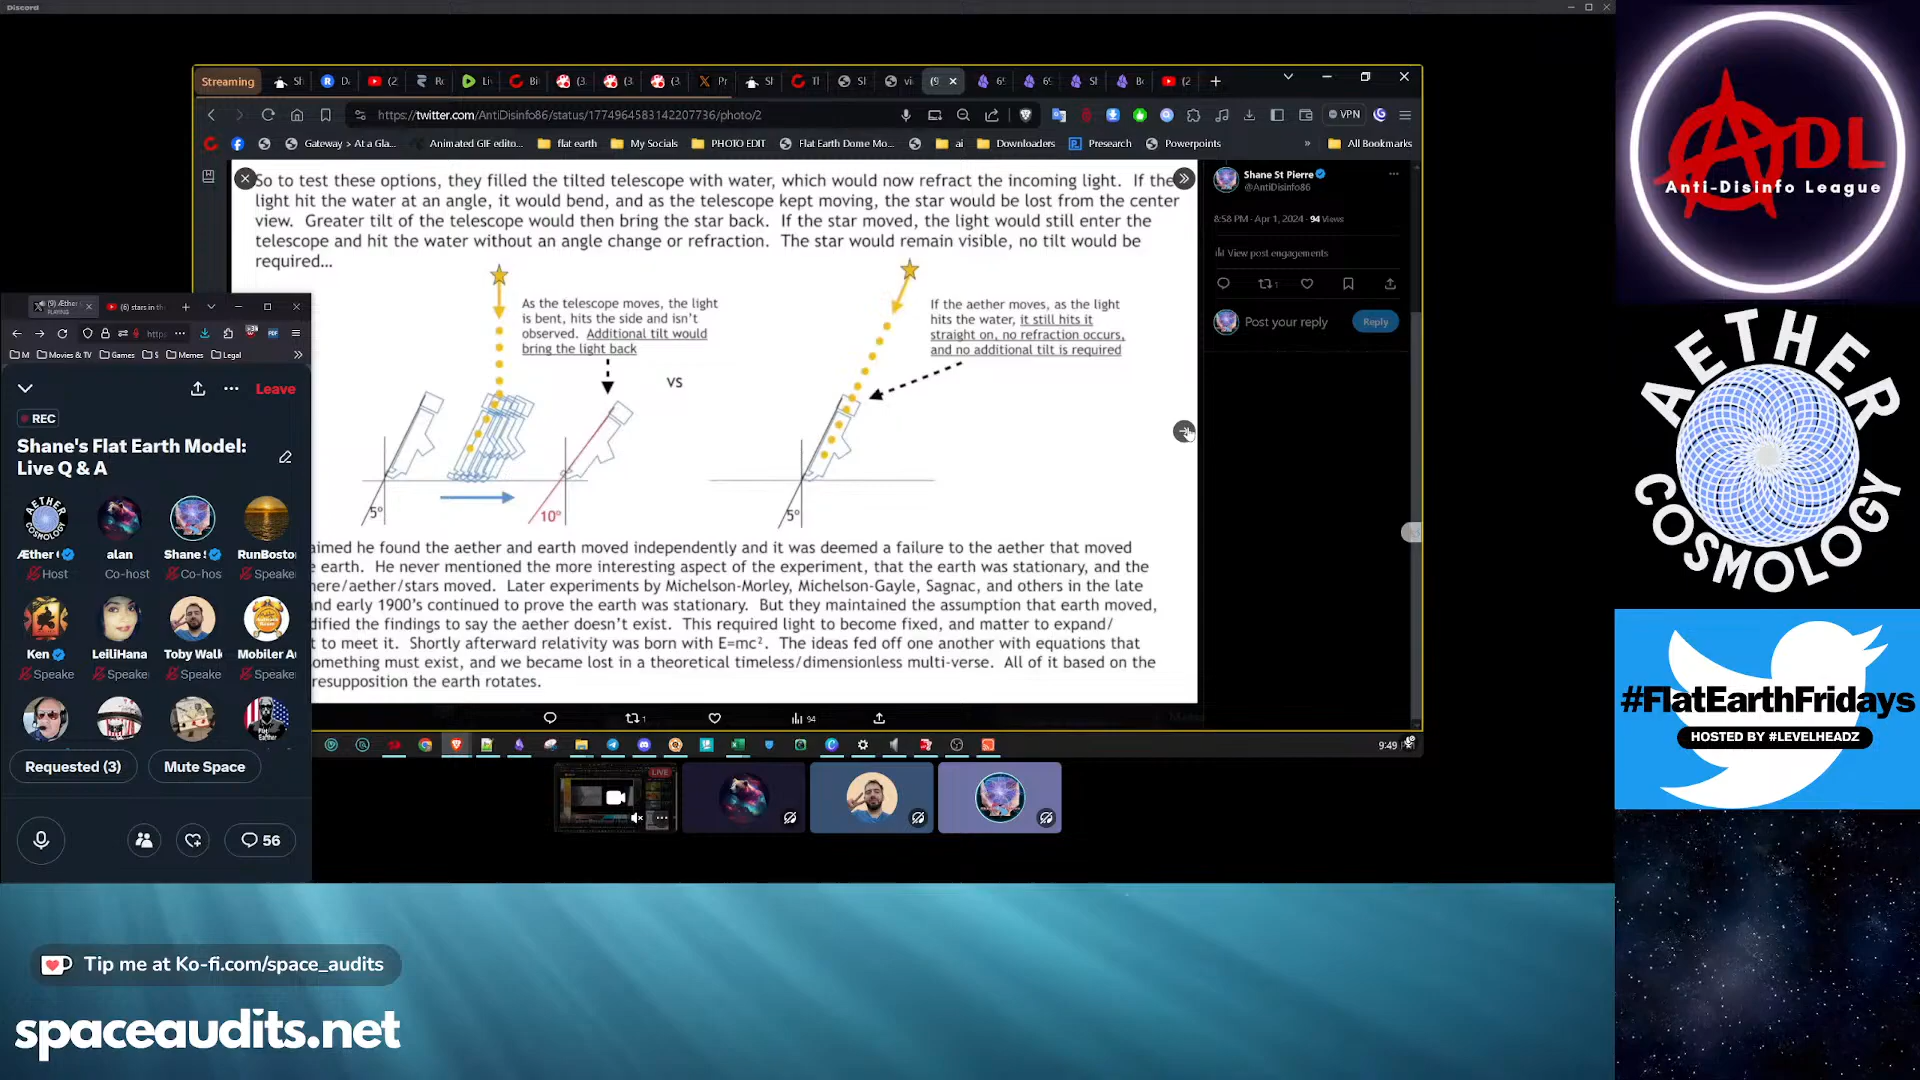 Discord
Streaming
https://twitter.com/AntiDisinfo86/status/1774964583142207736/photo/2
VPN
Gateway > At a Gla...
Animated GIF edito...
flat earth
My Socials
PHOTO EDIT
Flat Earth Dome Mo...
ai
Downloaders
Presearch
Powerpoints
All Bookmarks
So to test these options, they filled the tilted telescope with water, which would now refract the incoming light. If the
light hit the water at an angle, it would bend, and as the telescope kept moving, the star would be lost from the center
view. Greater tilt of the telescope would then bring the star back. If the star moved, the light would still enter the
telescope and hit the water without an angle change or refraction. The star would remain visible, no tilt would be
required...
As the telescope moves, the light
is bent, hits the side and isn't
observed. Additional tilt would
bring the light back
VS
If the aether moves, as the light
hits the water, it still hits it
straight on, no refraction occurs,
and no additional tilt is required
5°
10°
5°
aimed he found the aether and earth moved independently and it was deemed a failure to the aether that moved
e earth. He never mentioned the more interesting aspect of the experiment, that the earth was stationary, and the
here/aether/stars moved. Later experiments by Michelson-Morley, Michelson-Gayle, Sagnac, and others in the late
nd early 1900's continued to prove the earth was stationary. But they maintained the assumption that earth moved,
dified the findings to say the aether doesn't exist. This required light to become fixed, and matter to expand/
t to meet it. Shortly afterward relativity was born with E=mc². The ideas fed off one another with equations that
omething must exist, and we became lost in a theoretical timeless/dimensionless multi-verse. All of it based on the
resupposition the earth rotates.
1
94
Shane St Pierre
@AntiDisinfo86
8:58 PM · Apr 1, 2024 · 94 Views
View post engagements
1
Post your reply
Reply
9:49
LIVE
(9) Æther
PLAYING
(6) stars in the
https:
M
Movies & TV
Games
S
Memes
Legal
Leave
REC
Shane's Flat Earth Model:
Live Q & A
Æther
Host
alan
Co-host
Shane
Co-hos
RunBosto
Speake
Ken
Speake
LeiliHana
Speake
Toby Walk
Speake
Mobiler A
Speake
Requested (3)
Mute Space
56
Tip me at Ko-fi.com/space_audits
spaceaudits.net
ADL
Anti-Disinfo League
AETHER
COSMOLOGY
#FlatEarthFridays
HOSTED BY #LEVELHEADZ